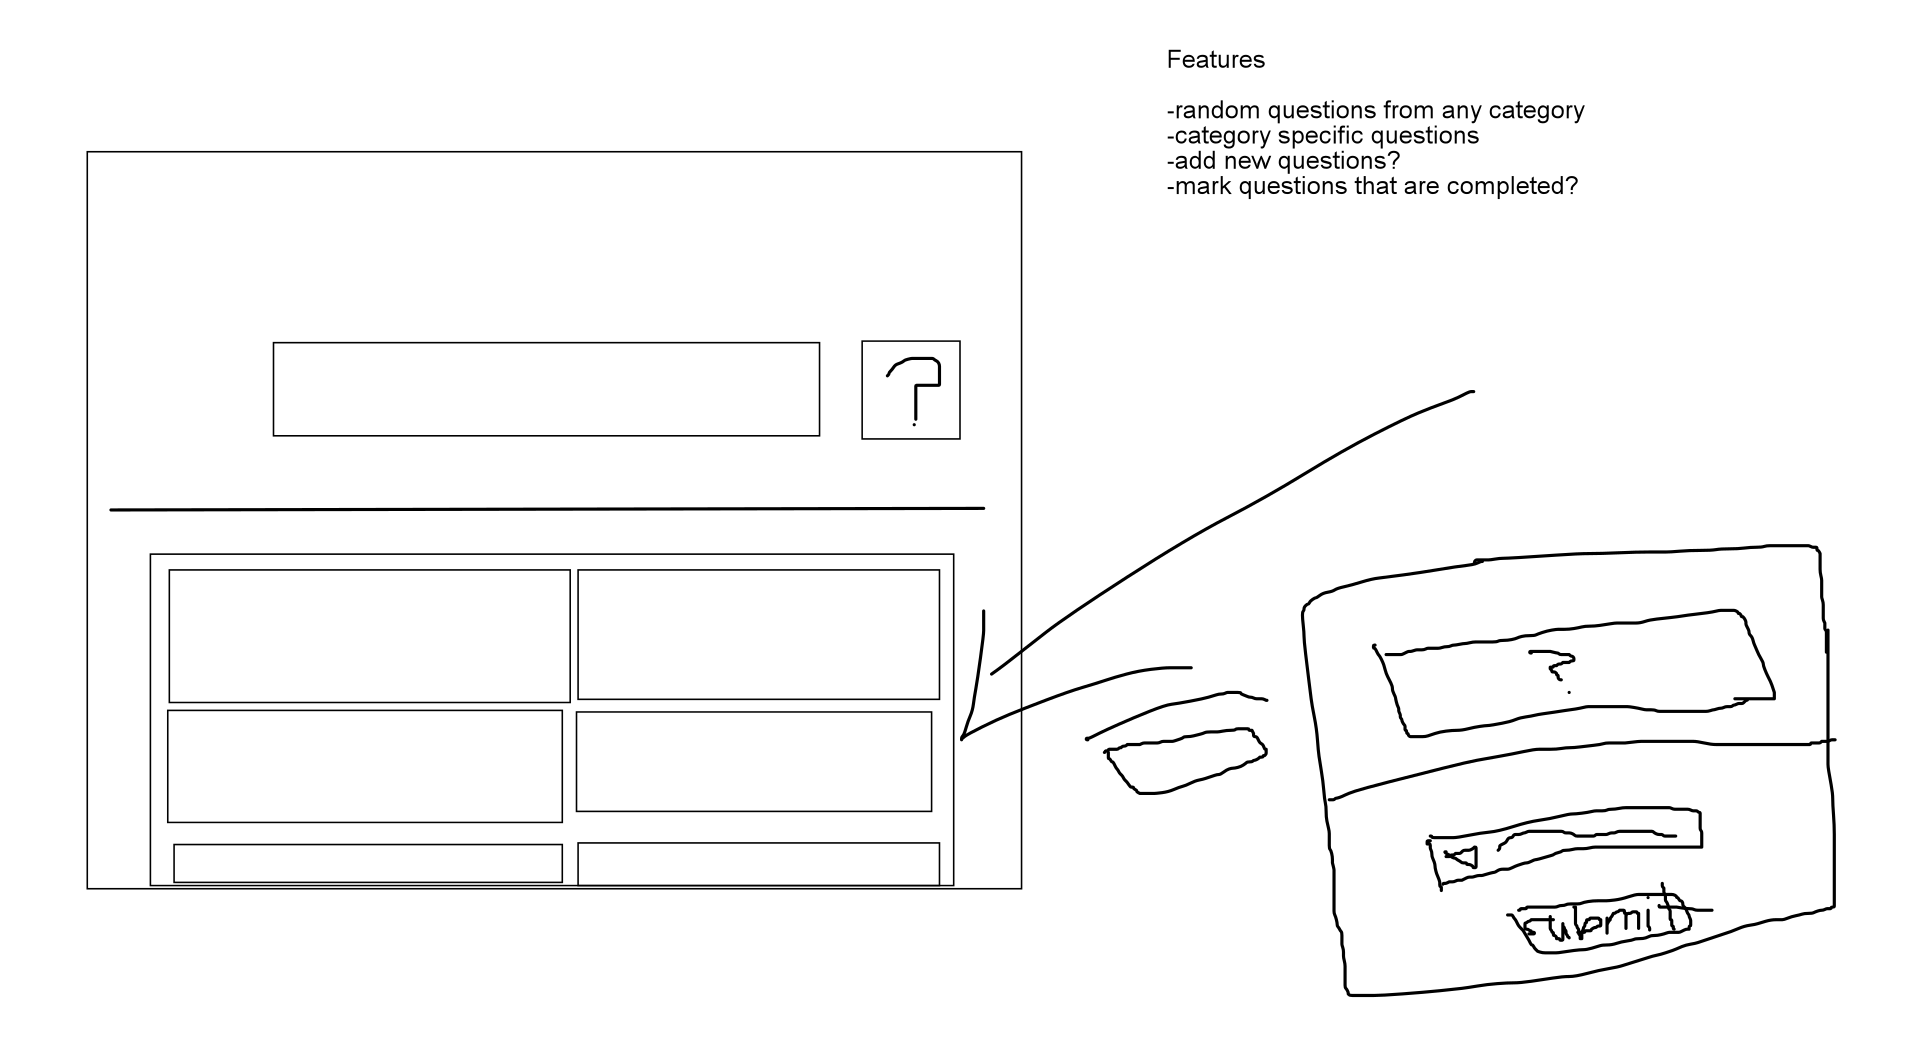 Features
-random questions from any category
-category specific questions
-add new questions?
-mark questions that are completed?
?
?
submit